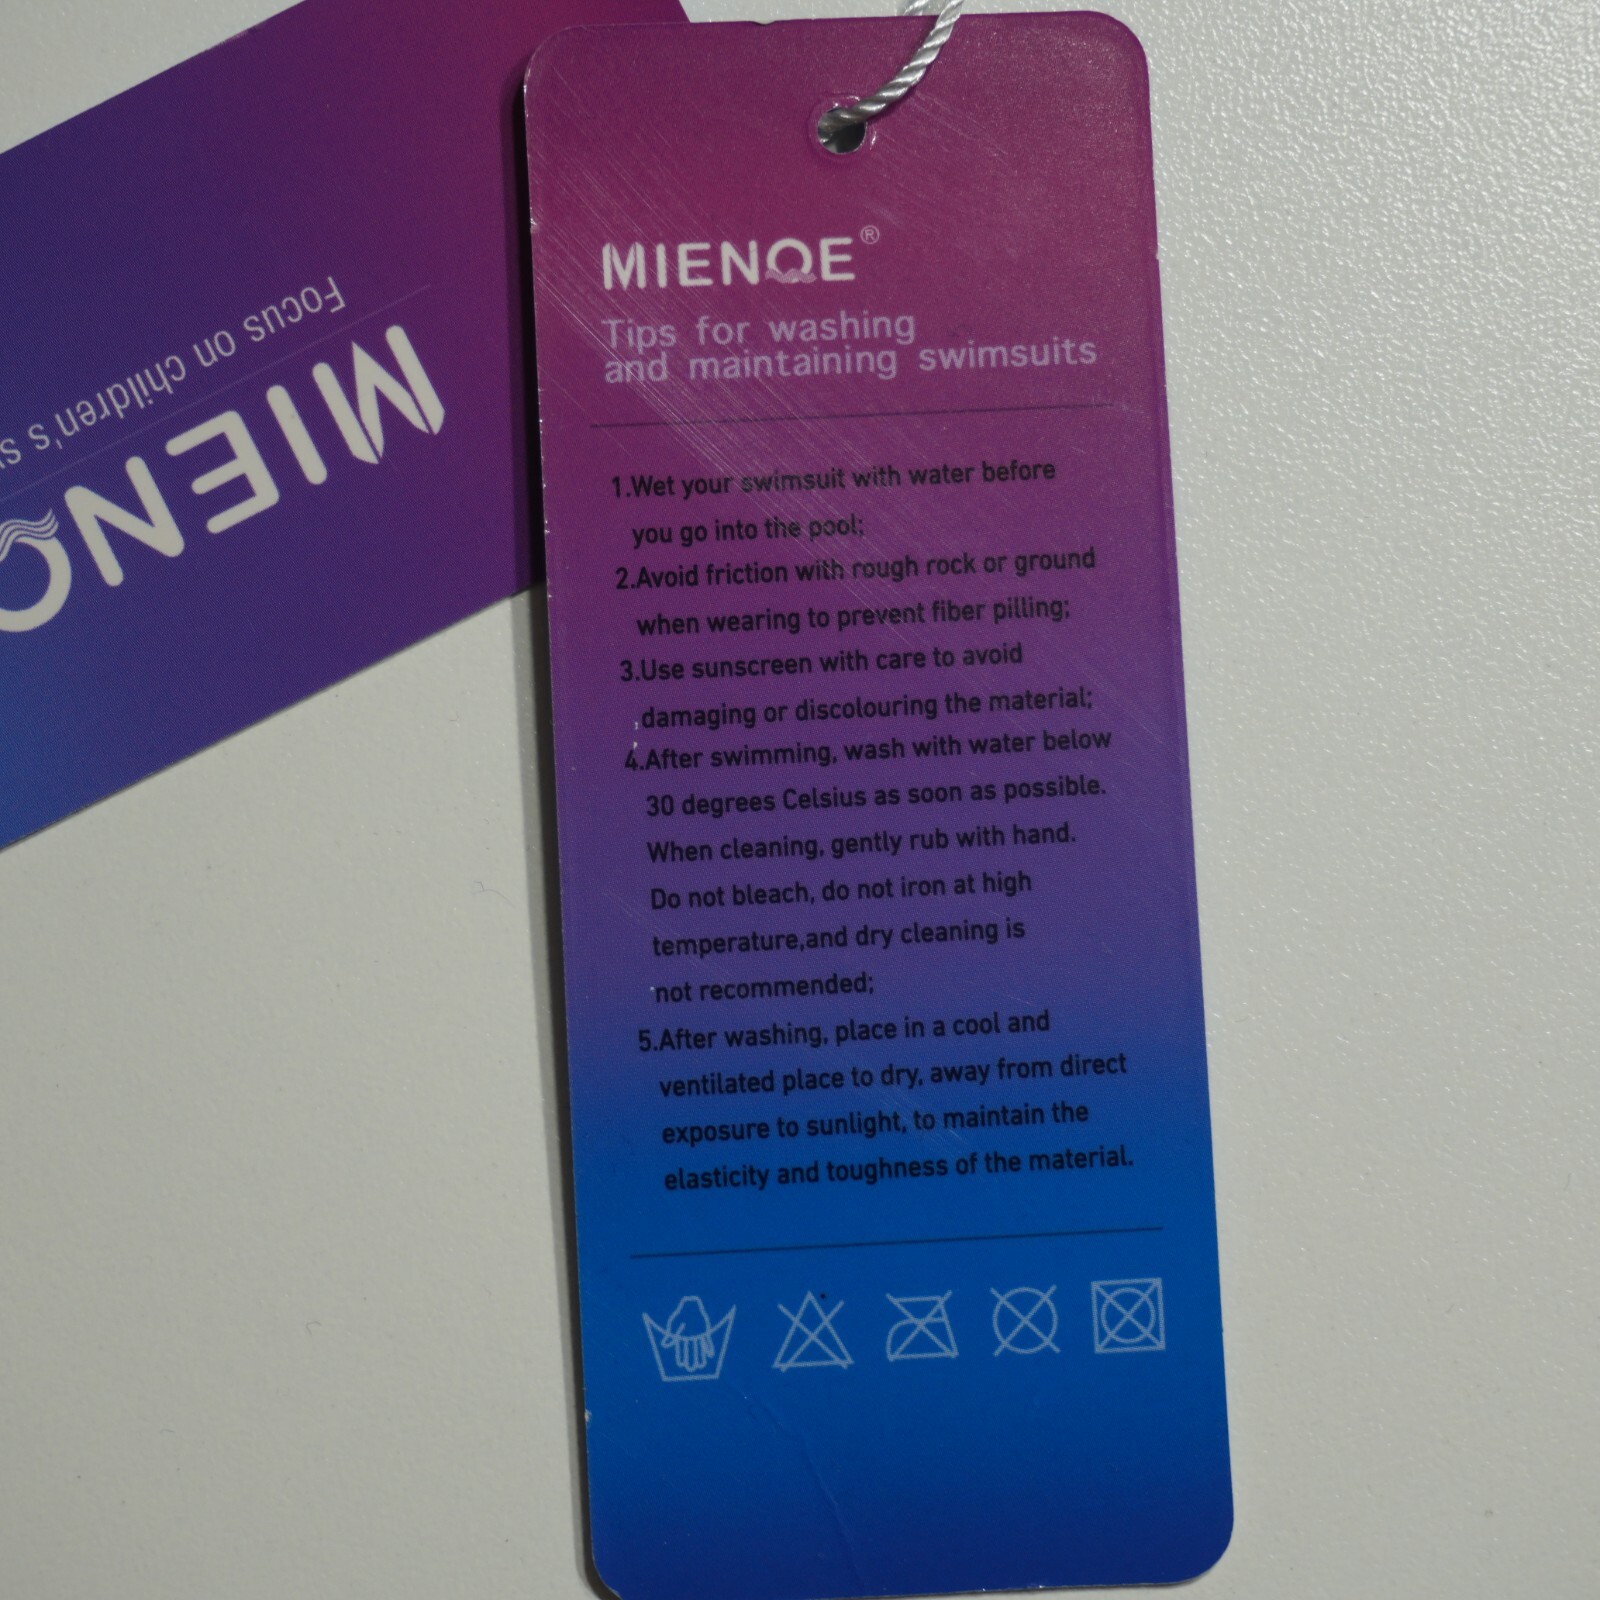 MIENQE®
Tips for washing
and maintaining swimsuits
1.Wet your swimsuit with water before
you go into the pool;
2.Avoid friction with rough rock or ground
when wearing to prevent fiber pilling;
3.Use sunscreen with care to avoid
damaging or discolouring the material;
4.After swimming, wash with water below
30 degrees Celsius as soon as possible.
When cleaning, gently rub with hand.
Do not bleach, do not iron at high
temperature,and dry cleaning is
not recommended;
5.After washing, place in a cool and
ventilated place to dry, away from direct
exposure to sunlight, to maintain the
elasticity and toughness of the material.
MIENQ
Focus on children's